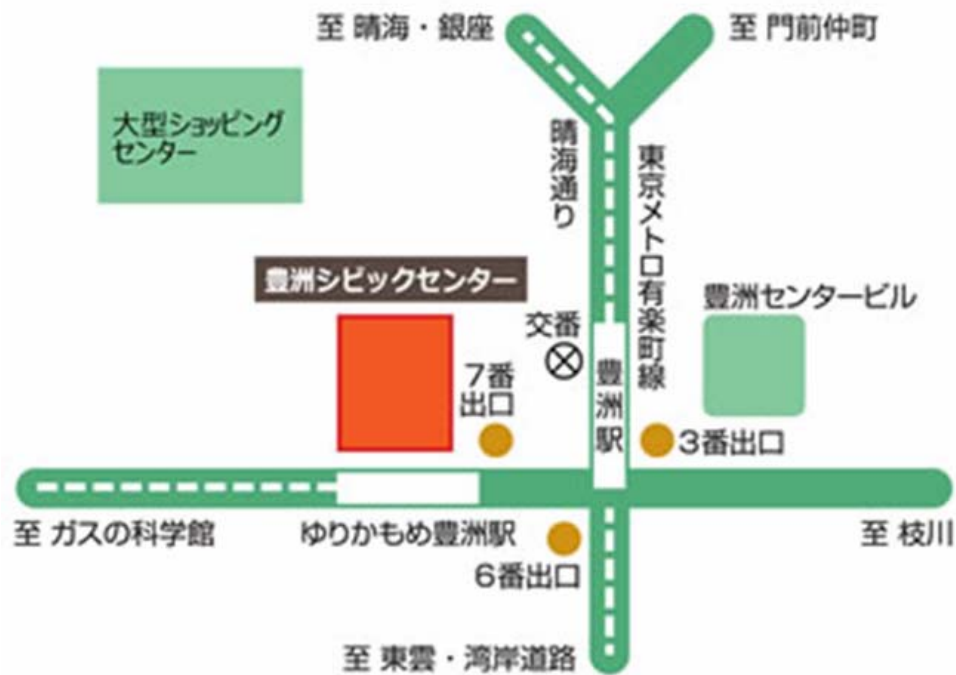 至 晴海・銀座
至 門前仲町
大型ショッピング
センター
晴海通り
東京メトロ有楽町線
豊洲シビックセンター
豊洲センタービル
交番
7番
出口
豊洲駅
3番出口
至 ガスの科学館
ゆりかもめ豊洲駅
6番出口
至 枝川
至 東雲・湾岸道路